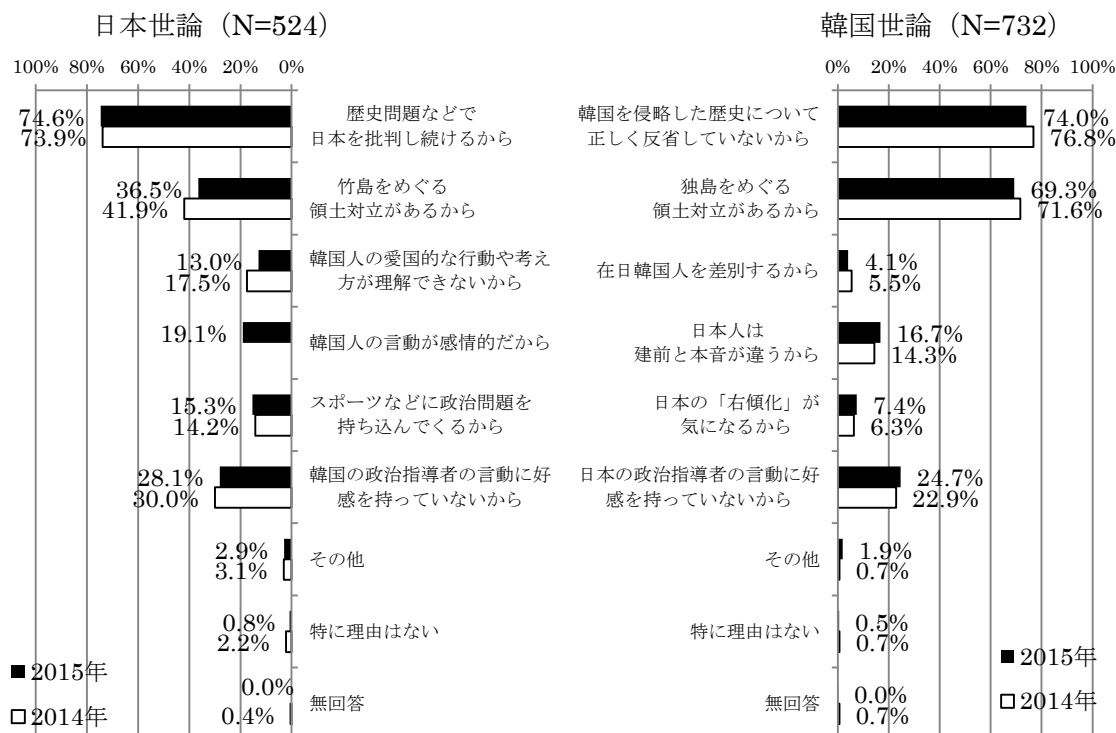 日本世論（N=524）
100% 80% 60% 40% 20% 0%
74.6%
73.9%
歴史問題などで
日本を批判し続けるから
36.5%
41.9%
竹島をめぐる
領土対立があるから
13.0%
17.5%
韓国人の愛国的な行動や考え
方が理解できないから
19.1%
韓国人の言動が感情的だから
15.3%
14.2%
スポーツなどに政治問題を
持ち込んでくるから
28.1%
30.0%
韓国の政治指導者の言動に好
感を持っていないから
2.9%
3.1%
その他
0.8%
2.2%
特に理由はない
0.0%
0.4%
無回答
2015年
2014年
韓国世論（N=732）
0% 20% 40% 60% 80% 100%
韓国を侵略した歴史について
正しく反省していないから
74.0%
76.8%
独島をめぐる
領土対立があるから
69.3%
71.6%
在日韓国人を差別するから
4.1%
5.5%
日本人は
建前と本音が違うから
16.7%
14.3%
日本の「右傾化」が
気になるから
7.4%
6.3%
日本の政治指導者の言動に好
感を持っていないから
24.7%
22.9%
その他
1.9%
0.7%
特に理由はない
0.5%
0.7%
無回答
0.0%
0.7%
2015年
2014年